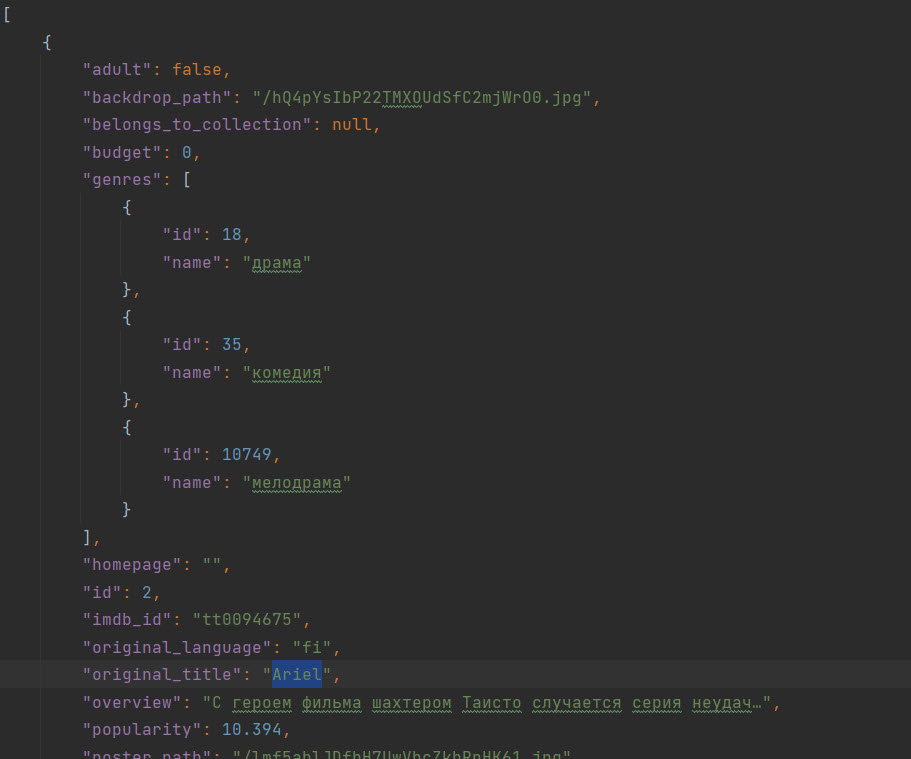 [
{
"adult": false,
"backdrop_path": "/hQ4pYsIbP22TMXOUdSfC2mjWrO0.jpg",
"belongs_to_collection": null,
"budget": 0,
"genres": [
{
"id": 18,
"name": "драма"
},
{
"id": 35,
"name": "комедия"
},
{
"id": 10749,
"name": "мелодрама"
}
],
"homepage": "",
"id": 2,
"imdb_id": "tt0094675",
"original_language": "fi",
"original_title": "Ariel",
"overview": "С героем фильма шахтером Таисто случается серия неудач…",
"popularity": 10.394,
"poster_path":